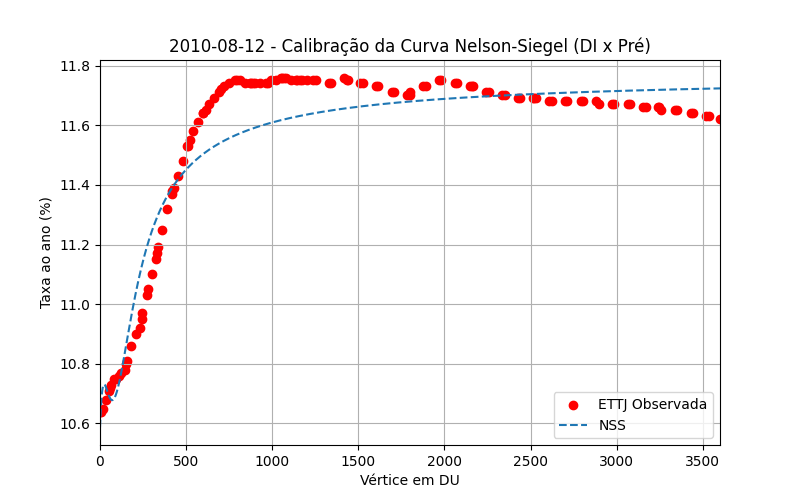 2010-08-12 - Calibração da Curva Nelson-Siegel (DI x Pré)
Taxa ao ano (%)
11.8
11.6
11.4
11.2
11.0
10.8
10.6
ETTJ Observada
NSS
0 500 1000 1500 2000 2500 3000 3500
Vértice em DU